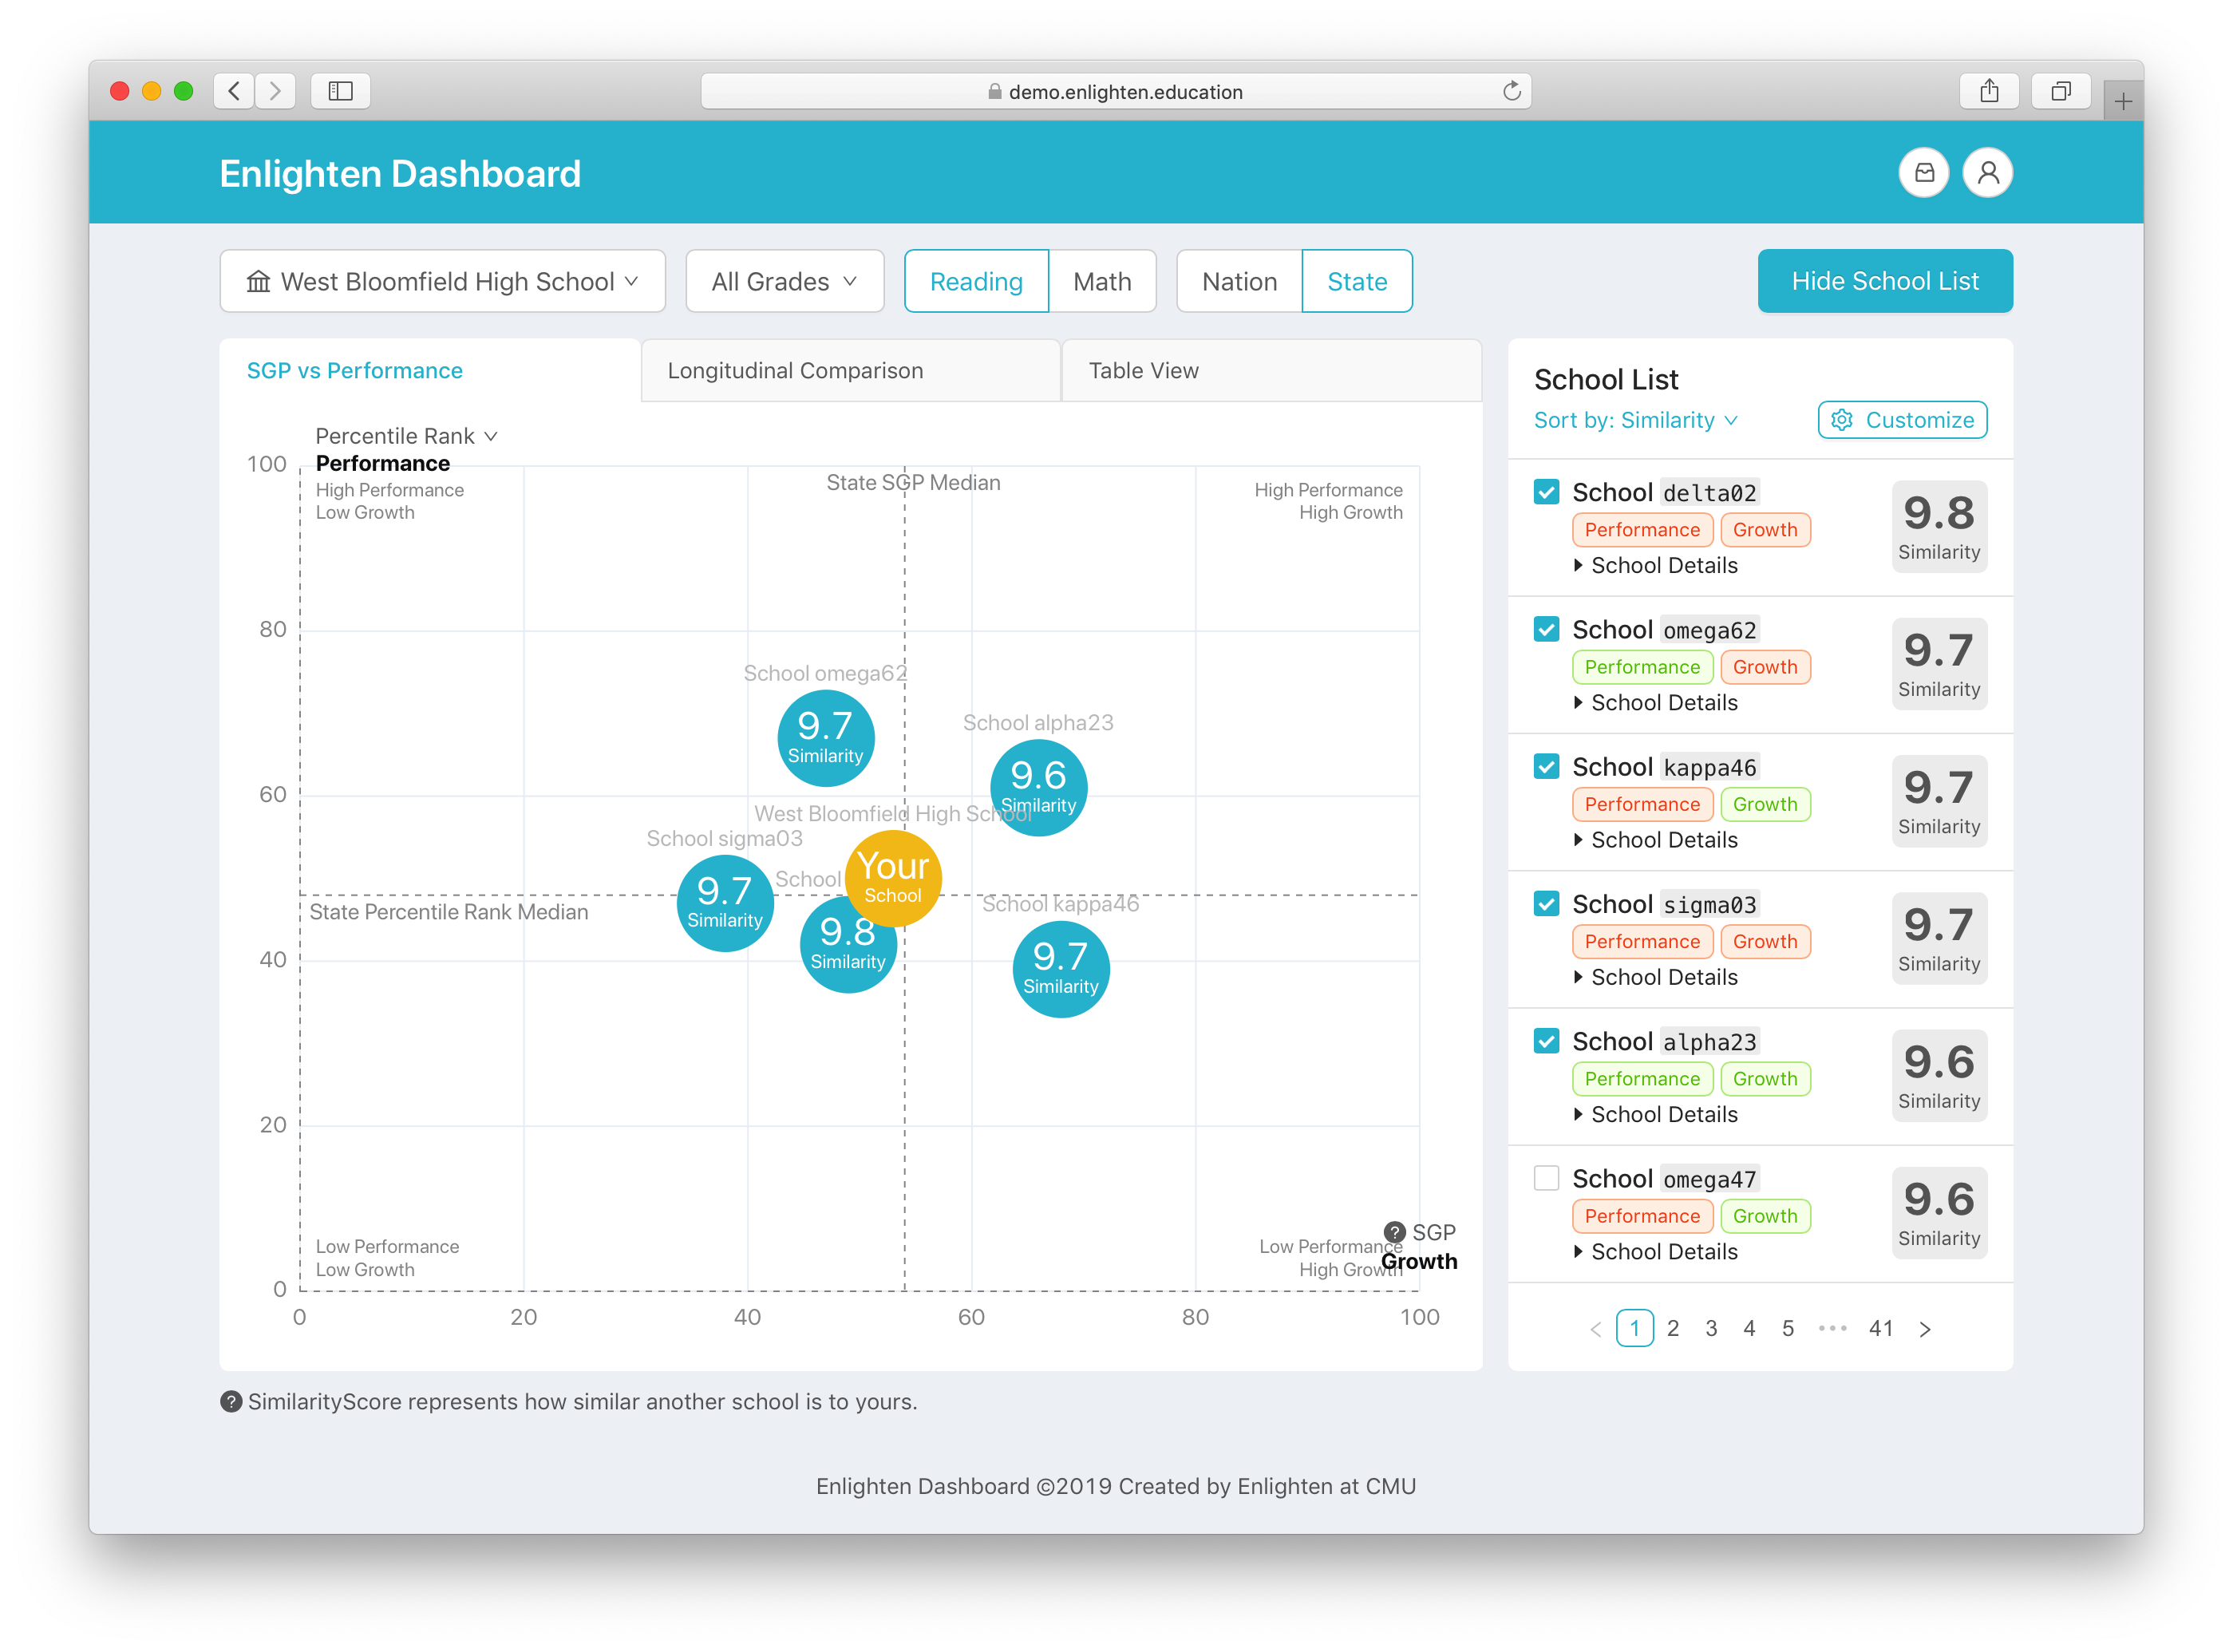 demo.enlighten.education
Enlighten Dashboard
West Bloomfield High School
All Grades
Reading
Math
Nation
State
Hide School List
SGP vs Performance
Longitudinal Comparison
Table View
Percentile Rank
Performance
High Performance
Low Growth
State SGP Median
High Performance
High Growth
100
80
60
40
20
0
School omega62
9.7
Similarity
School alpha23
9.6
Similarity
West Bloomfield High School
Your
School
School sigma03
9.7
Similarity
School
9.8
Similarity
State Percentile Rank Median
School kappa46
9.7
Similarity
Low Performance
Low Growth
Low Performance
High Growth
? SGP
Growth
0
20
40
60
80
100
School List
Sort by: Similarity
Customize
School delta02
Performance
Growth
School Details
9.8
Similarity
School omega62
Performance
Growth
School Details
9.7
Similarity
School kappa46
Performance
Growth
School Details
9.7
Similarity
School sigma03
Performance
Growth
School Details
9.7
Similarity
School alpha23
Performance
Growth
School Details
9.6
Similarity
School omega47
Performance
Growth
School Details
9.6
Similarity
< 1 2 3 4 5 ••• 41 >
? SimilarityScore represents how similar another school is to yours.
Enlighten Dashboard ©2019 Created by Enlighten at CMU